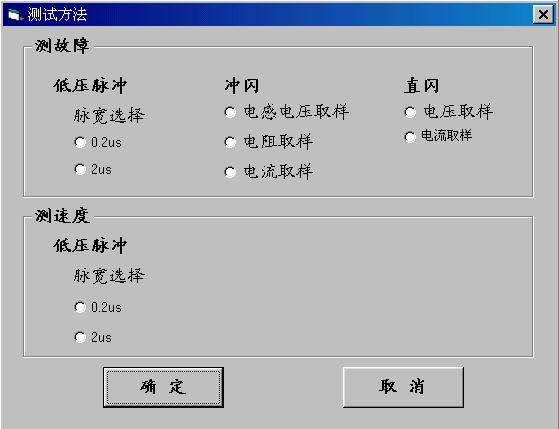 测试方法
测故障
低压脉冲
脉宽选择
0.2us
2us
冲闪
电感电压取样
电阻取样
电流取样
直闪
电压取样
电流取样
测速度
低压脉冲
脉宽选择
0.2us
2us
确 定
取 消